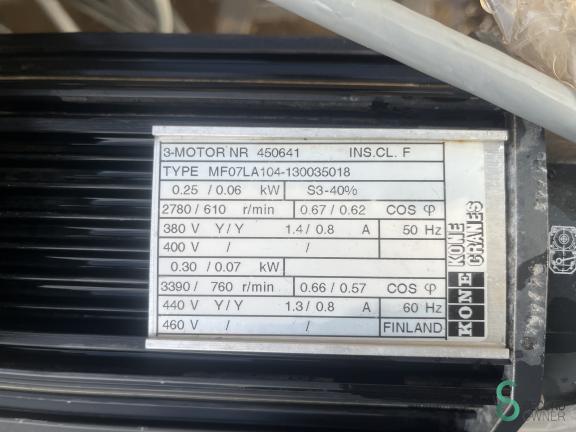 3-MOTOR NR 450641 INS.CL. F
TYPE MF07LA104-130035018
0.25 / 0.06 kW S3-40%
2780 / 610 r/min 0.67 / 0.62 COS φ
380 V Y / Y 1.4 / 0.8 A 50 Hz
400 V / /
0.30 / 0.07 kW
3390 / 760 r/min 0.66 / 0.57 COS φ
440 V Y / Y 1.3 / 0.8 A 60 Hz
460 V / / FINLAND
KONE KONE
CRANES
OWNER